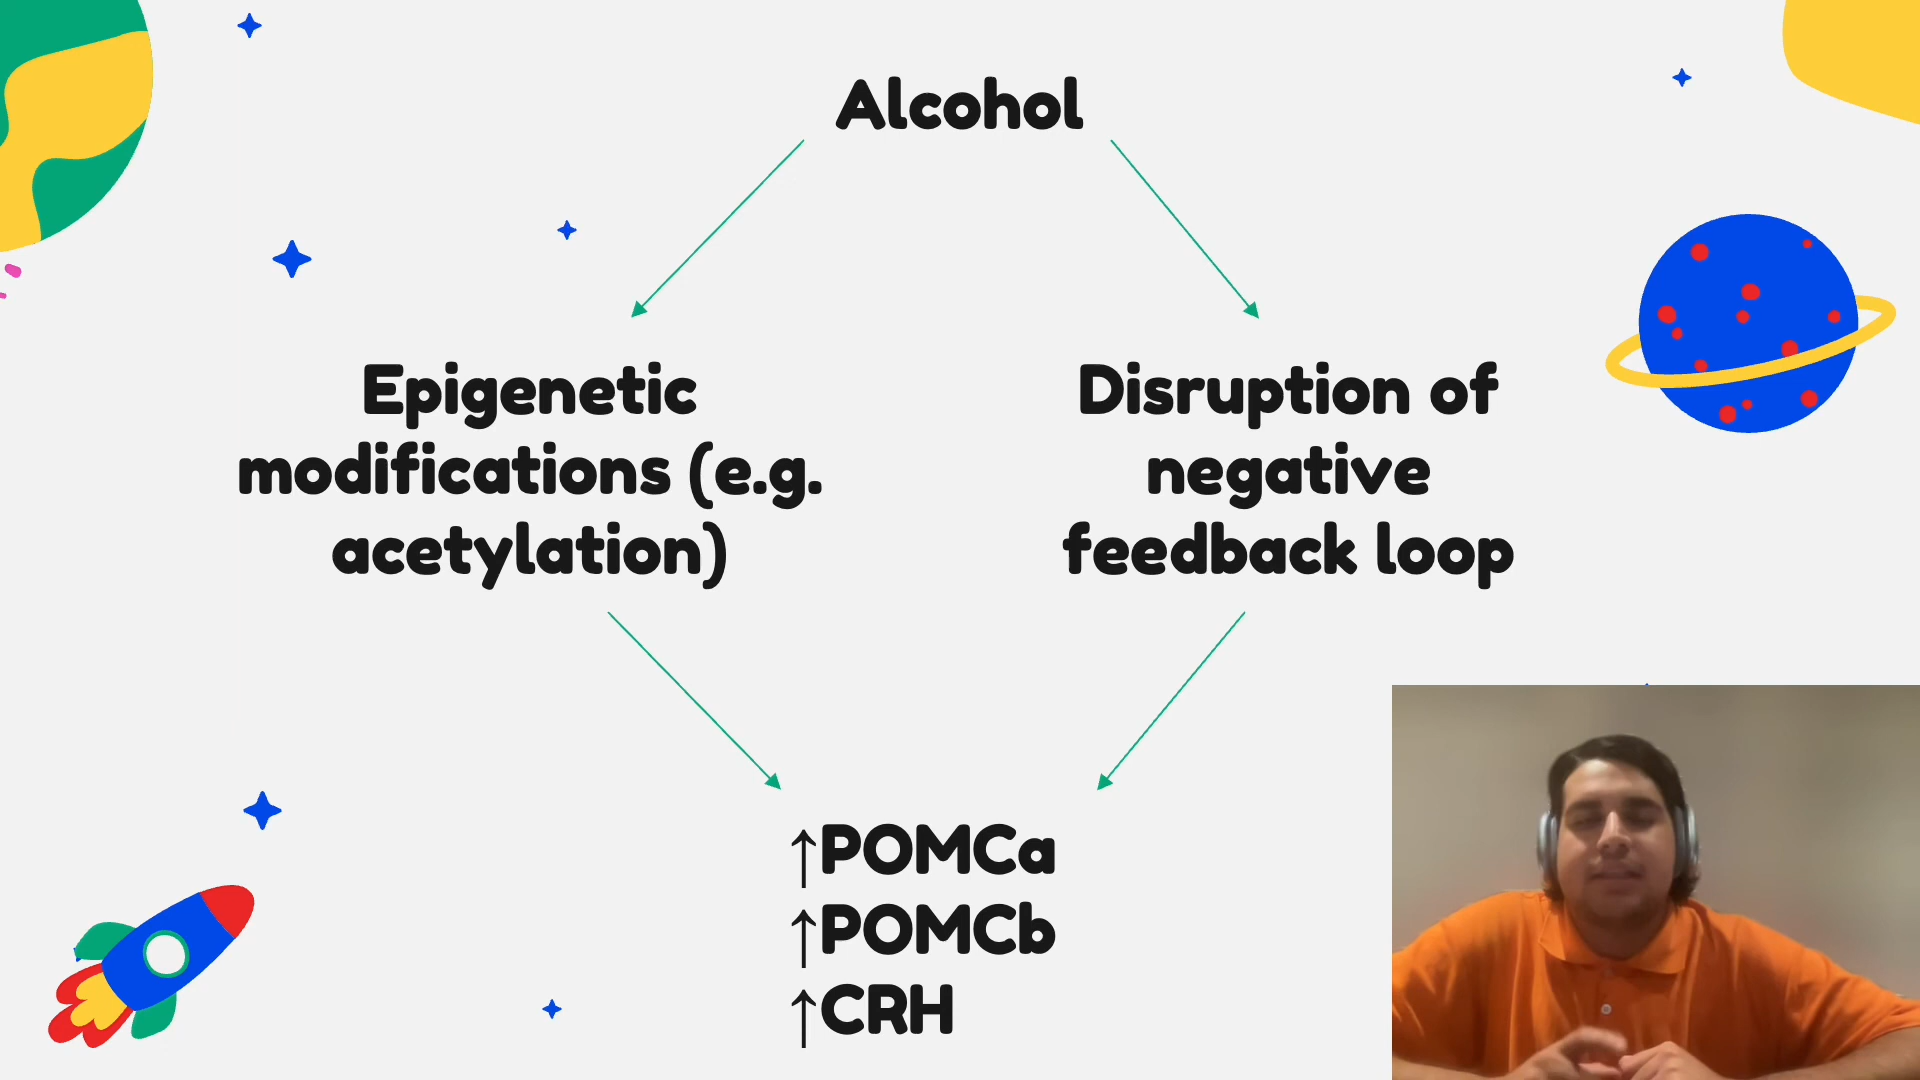 Alcohol
Epigenetic
modifications (e.g.
acetylation)
Disruption of
negative
feedback loop
↑POMCa
↑POMCb
↑CRH